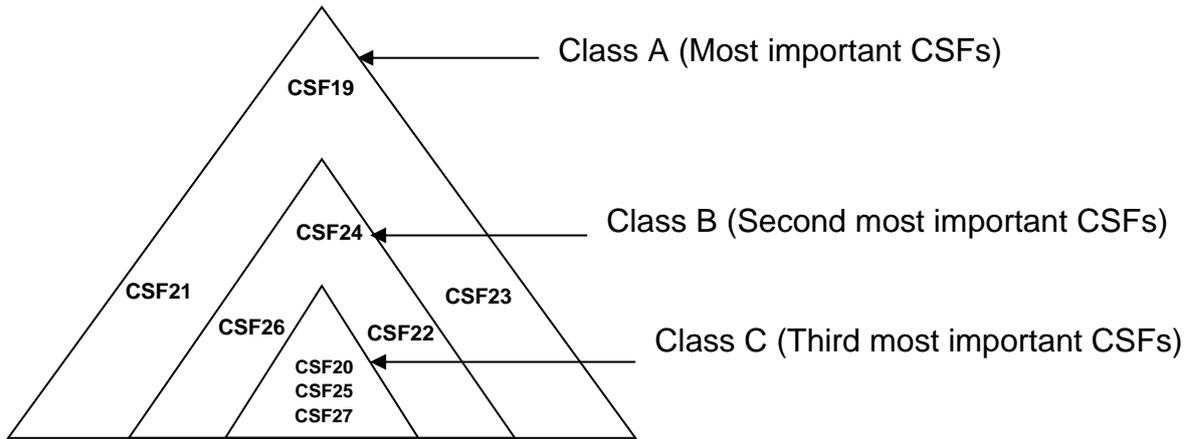 Class A (Most important CSFs)
CSF19
Class B (Second most important CSFs)
CSF24
CSF21
CSF23
CSF26
CSF22
Class C (Third most important CSFs)
CSF20
CSF25
CSF27